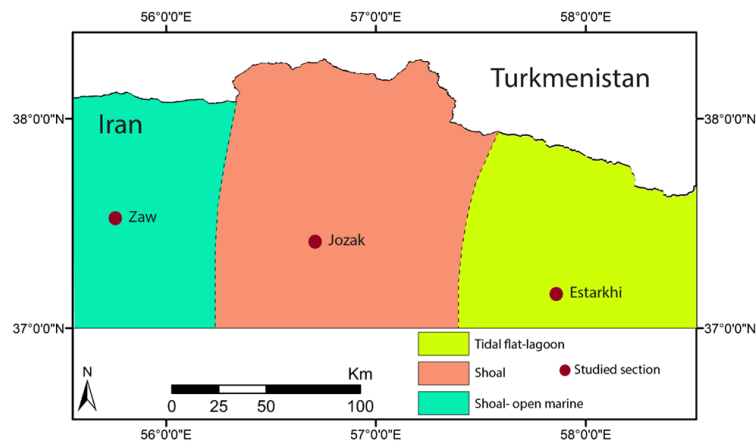 56°0'0"E 57°0'0"E 58°0'0"E
Turkmenistan
38°0'0"N Iran 38°0'0"N
Zaw
Jozak
Estarkhi
37°0'0"N 37°0'0"N
Tidal flat-lagoon
Shoal
Studied section
Shoal- open marine
N
Km
0 25 50 100
56°0'0"E 57°0'0"E 58°0'0"E